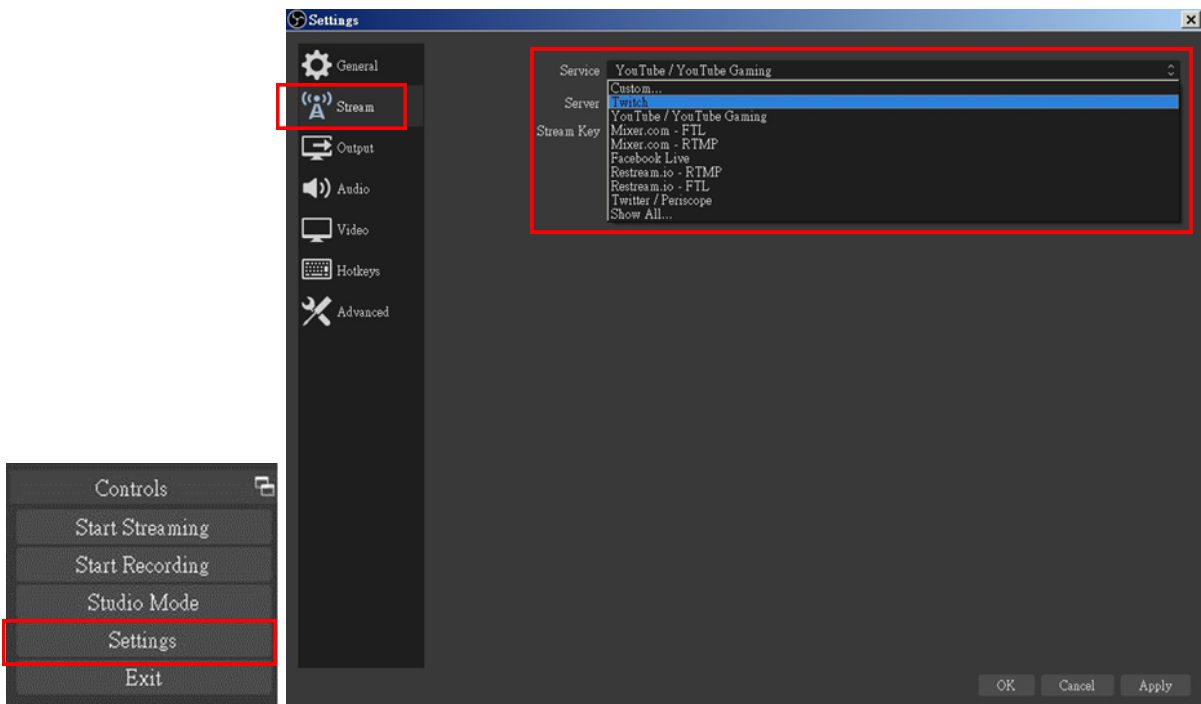 Settings
General
Stream
Output
Audio
Video
Hotkeys
Advanced
Service YouTube / YouTube Gaming
Server
Stream Key
Custom...
Twitch
YouTube / YouTube Gaming
Mixer.com - FTL
Mixer.com - RTMP
Facebook Live
Restream.io - RTMP
Restream.io - FTL
Twitter / Periscope
Show All...
OK Cancel Apply
Controls
Start Streaming
Start Recording
Studio Mode
Settings
Exit